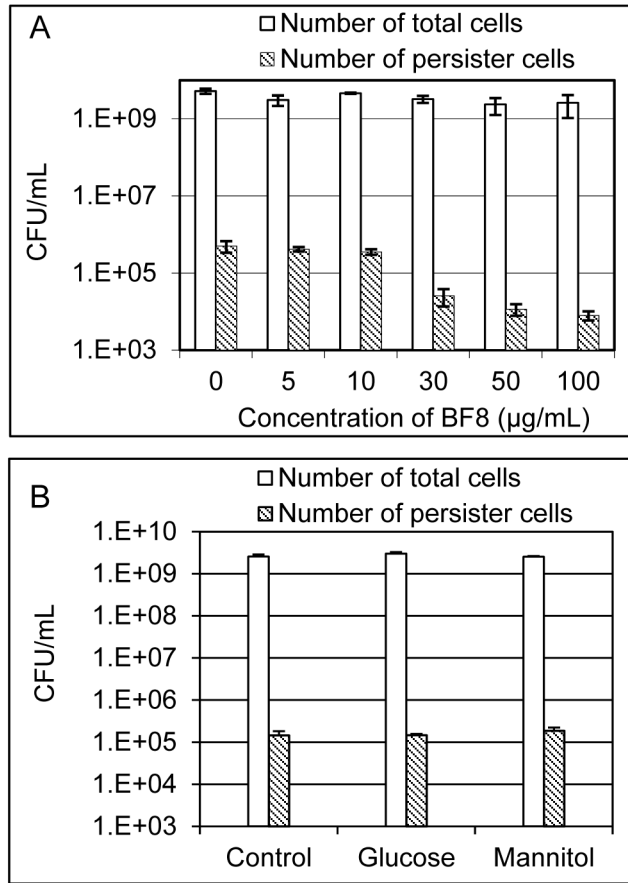 A
Number of total cells
Number of persister cells
1.E+09
1.E+07
1.E+05
1.E+03
CFU/mL
0 5 10 30 50 100
Concentration of BF8 (µg/mL)
B
Number of total cells
Number of persister cells
1.E+10
1.E+09
1.E+08
1.E+07
1.E+06
1.E+05
1.E+04
1.E+03
CFU/mL
Control Glucose Mannitol